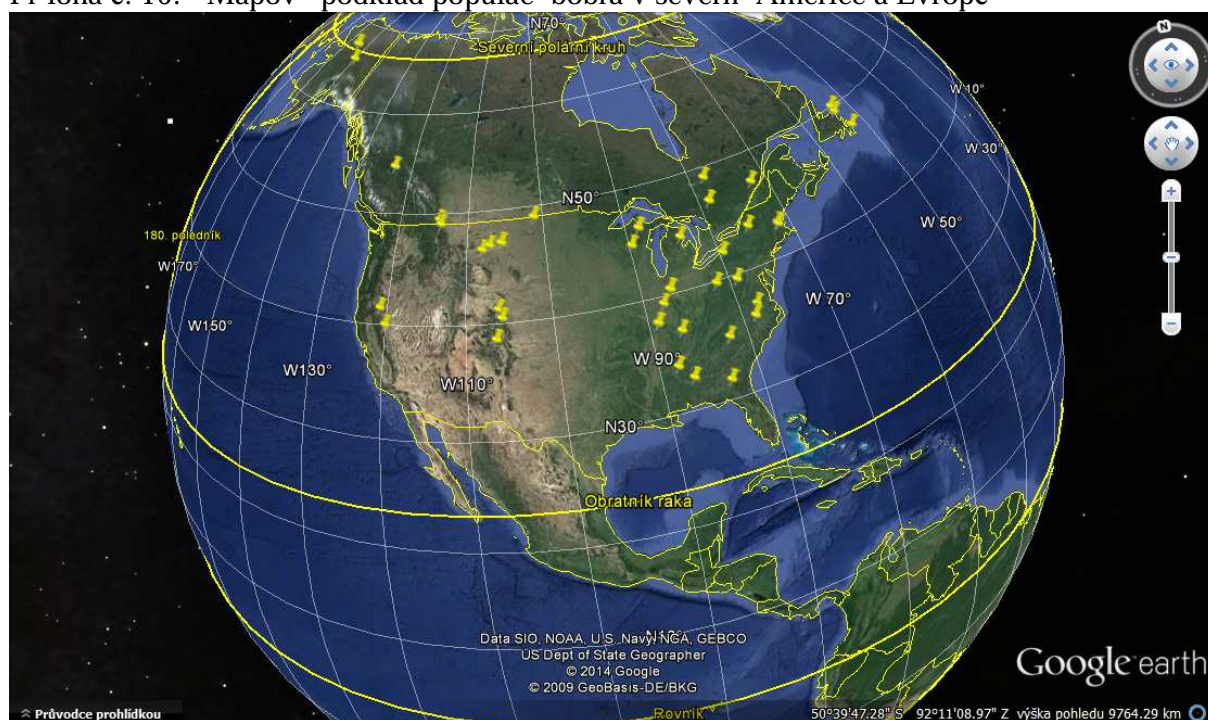 Příloha č. 10: Mapový podklad populací bobra v severní Americe a Evropě
N70°
Severní polární kruh
N
W 10°
W 30°
N50°
W 50°
180. poledník
W170°
W150°
W 70°
W130°
W110°
W 90°
N30°
Obratník raka
Data SIO, NOAA, U.S. Navy, NGA, GEBCO
US Dept of State Geographer
© 2014 Google
© 2009 GeoBasis-DE/BKG
Google earth
Průvodce prohlídkou
Rovník
50°39'47.28" S 92°11'08.97" Z výška pohledu 9764.29 km